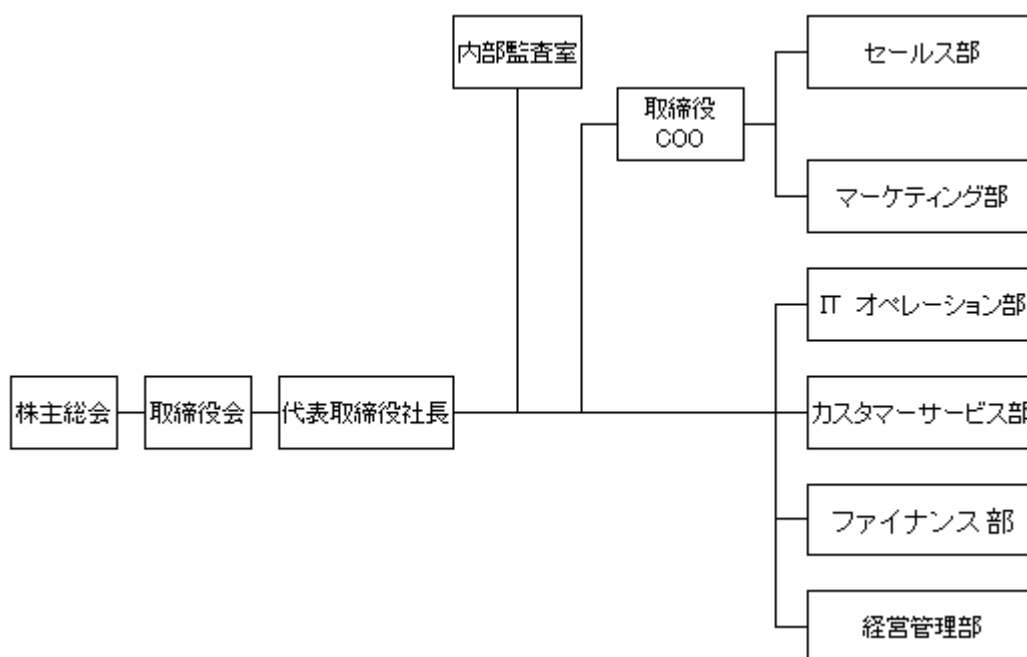 内部監査室
セールス部
取締役
COO
マーケティング部
IT オペレーション部
株主総会
取締役会
代表取締役社長
カスタマーサービス部
ファイナンス部
経営管理部